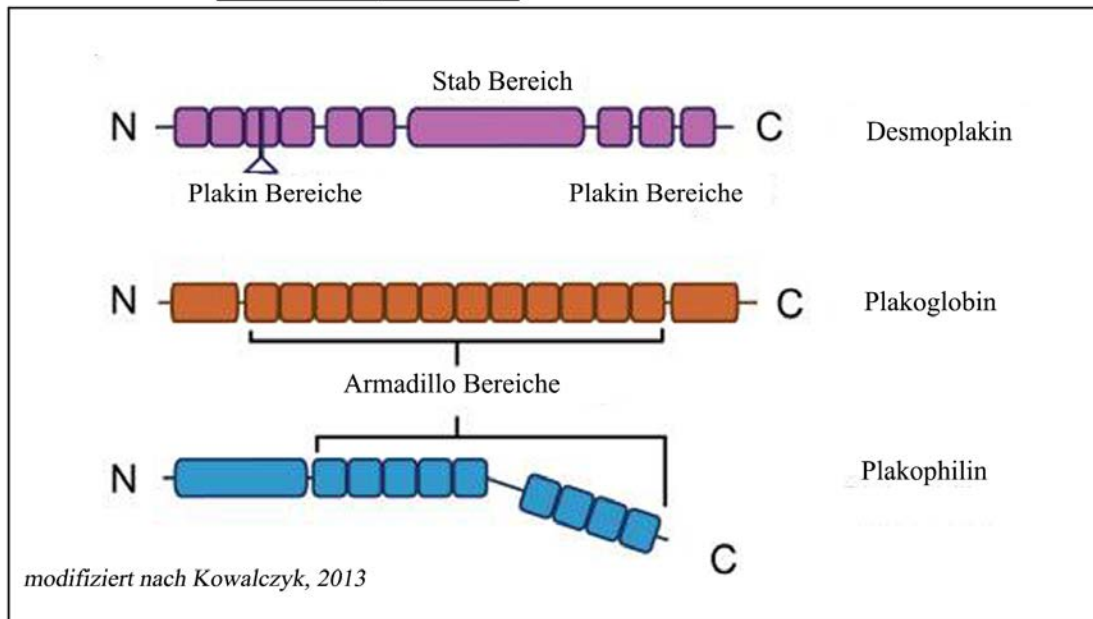 Stab Bereich
N C Desmoplakin
Plakin Bereiche Plakin Bereiche
N C Plakoglobin
Armadillo Bereiche
N C Plakophilin
modifiziert nach Kowalczyk, 2013